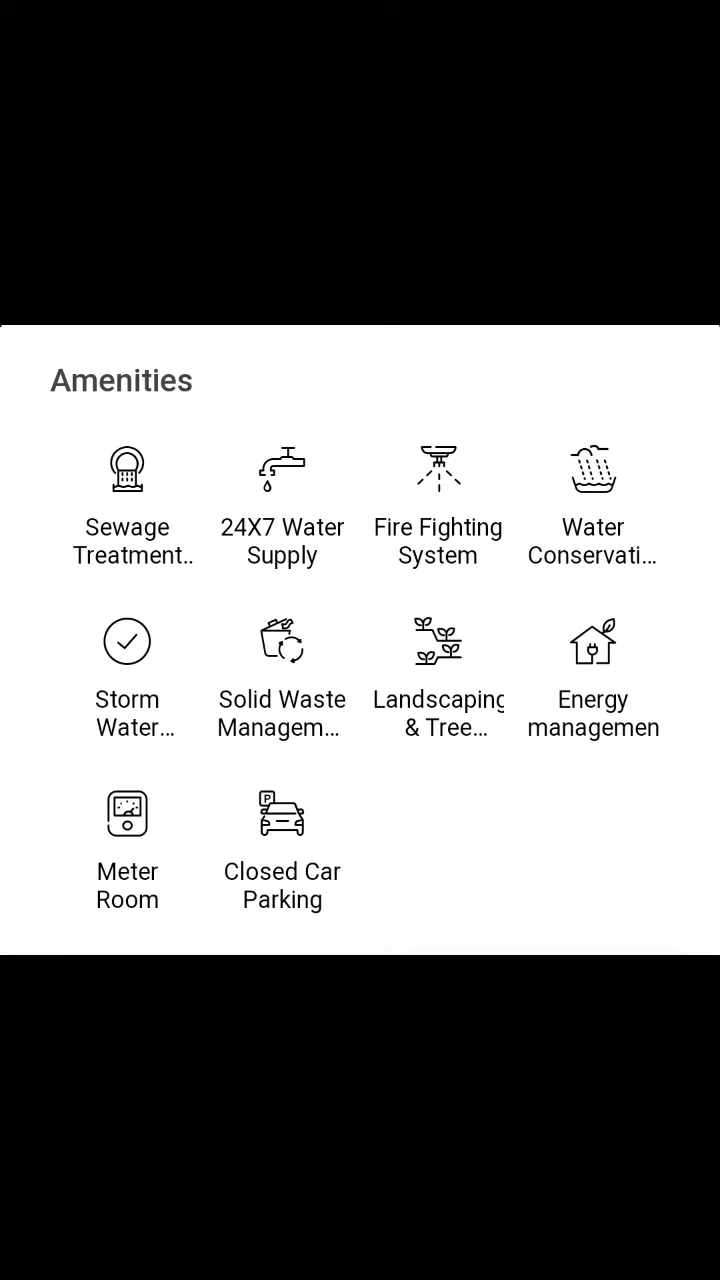 Amenities
Sewage
Treatment..
24X7 Water
Supply
Fire Fighting
System
Water
Conservati...
Storm
Water...
Solid Waste
Managem...
Landscaping
& Tree...
Energy
managemen
Meter
Room
P
Closed Car
Parking